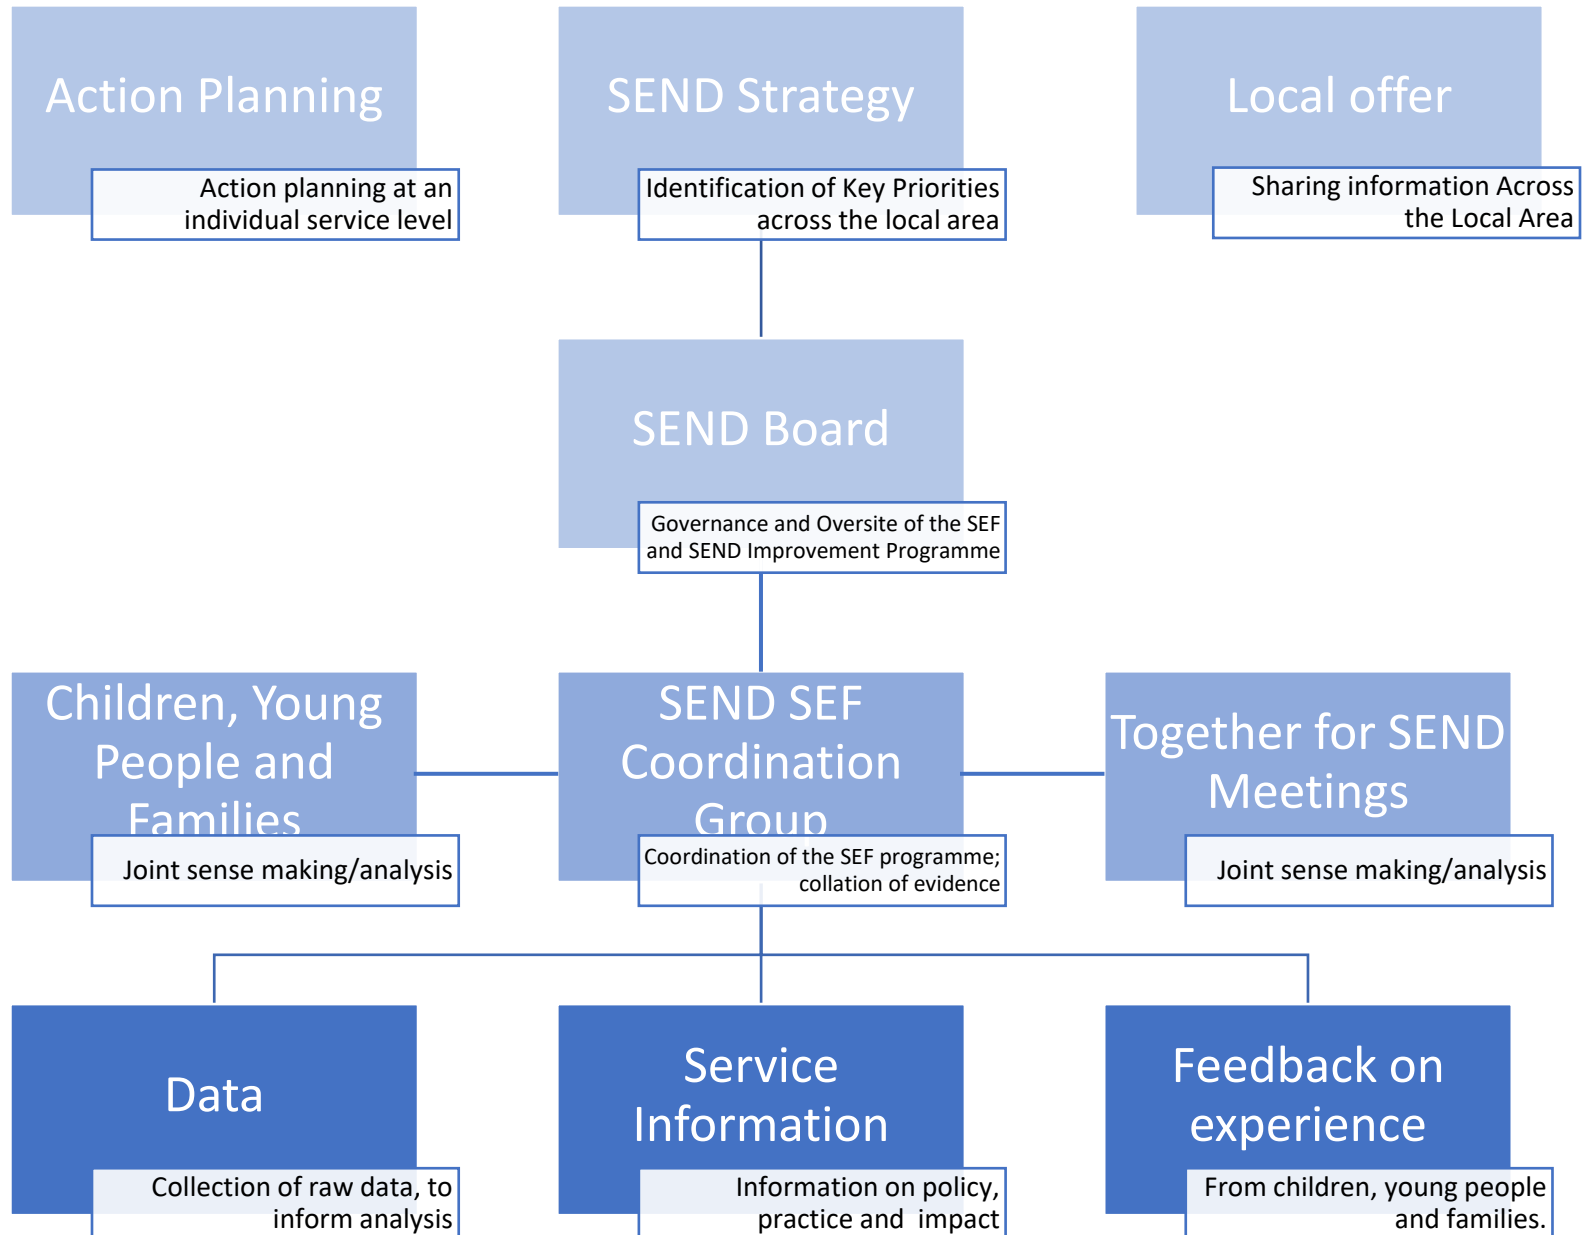 Action Planning
Action planning at an
individual service level
SEND Strategy
Identification of Key Priorities
across the local area
Local offer
Sharing information Across
the Local Area
SEND Board
Governance and Oversite of the SEF
and SEND Improvement Programme
Children, Young
People and
Families
Joint sense making/analysis
SEND SEF
Coordination
Group
Coordination of the SEF programme;
collation of evidence
Together for SEND
Meetings
Joint sense making/analysis
Data
Collection of raw data, to
inform analysis
Service
Information
Information on policy,
practice and  impact
Feedback on
experience
From children, young people
and families.